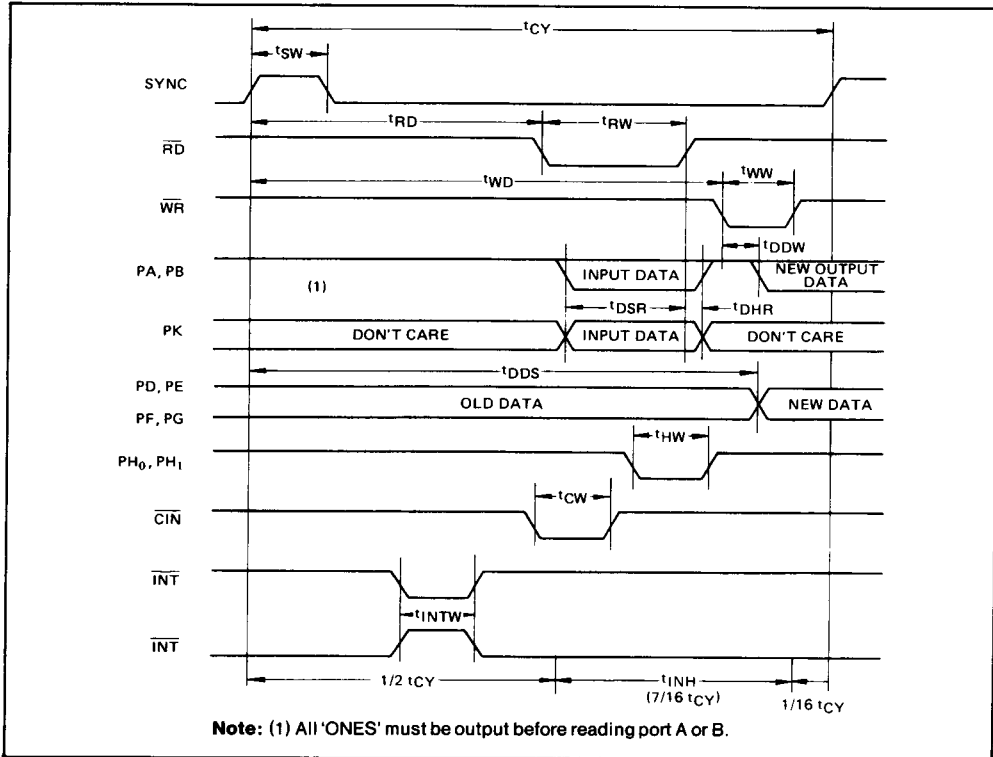 tCY
tSW
SYNC
tRD
tRW
RD
tWD
tWW
WR
tDDW
PA, PB
(1)
INPUT DATA
NEW OUTPUT
DATA
tDSR
tDHR
PK
DON'T CARE
INPUT DATA
DON'T CARE
tDDS
PD, PE
OLD DATA
NEW DATA
PF, PG
tHW
PH0, PH1
tCW
CIN
INT
tINTW
INT
1/2 tCY
tINH
(7/16 tCY)
1/16 tCY
Note: (1) All 'ONES' must be output before reading port A or B.